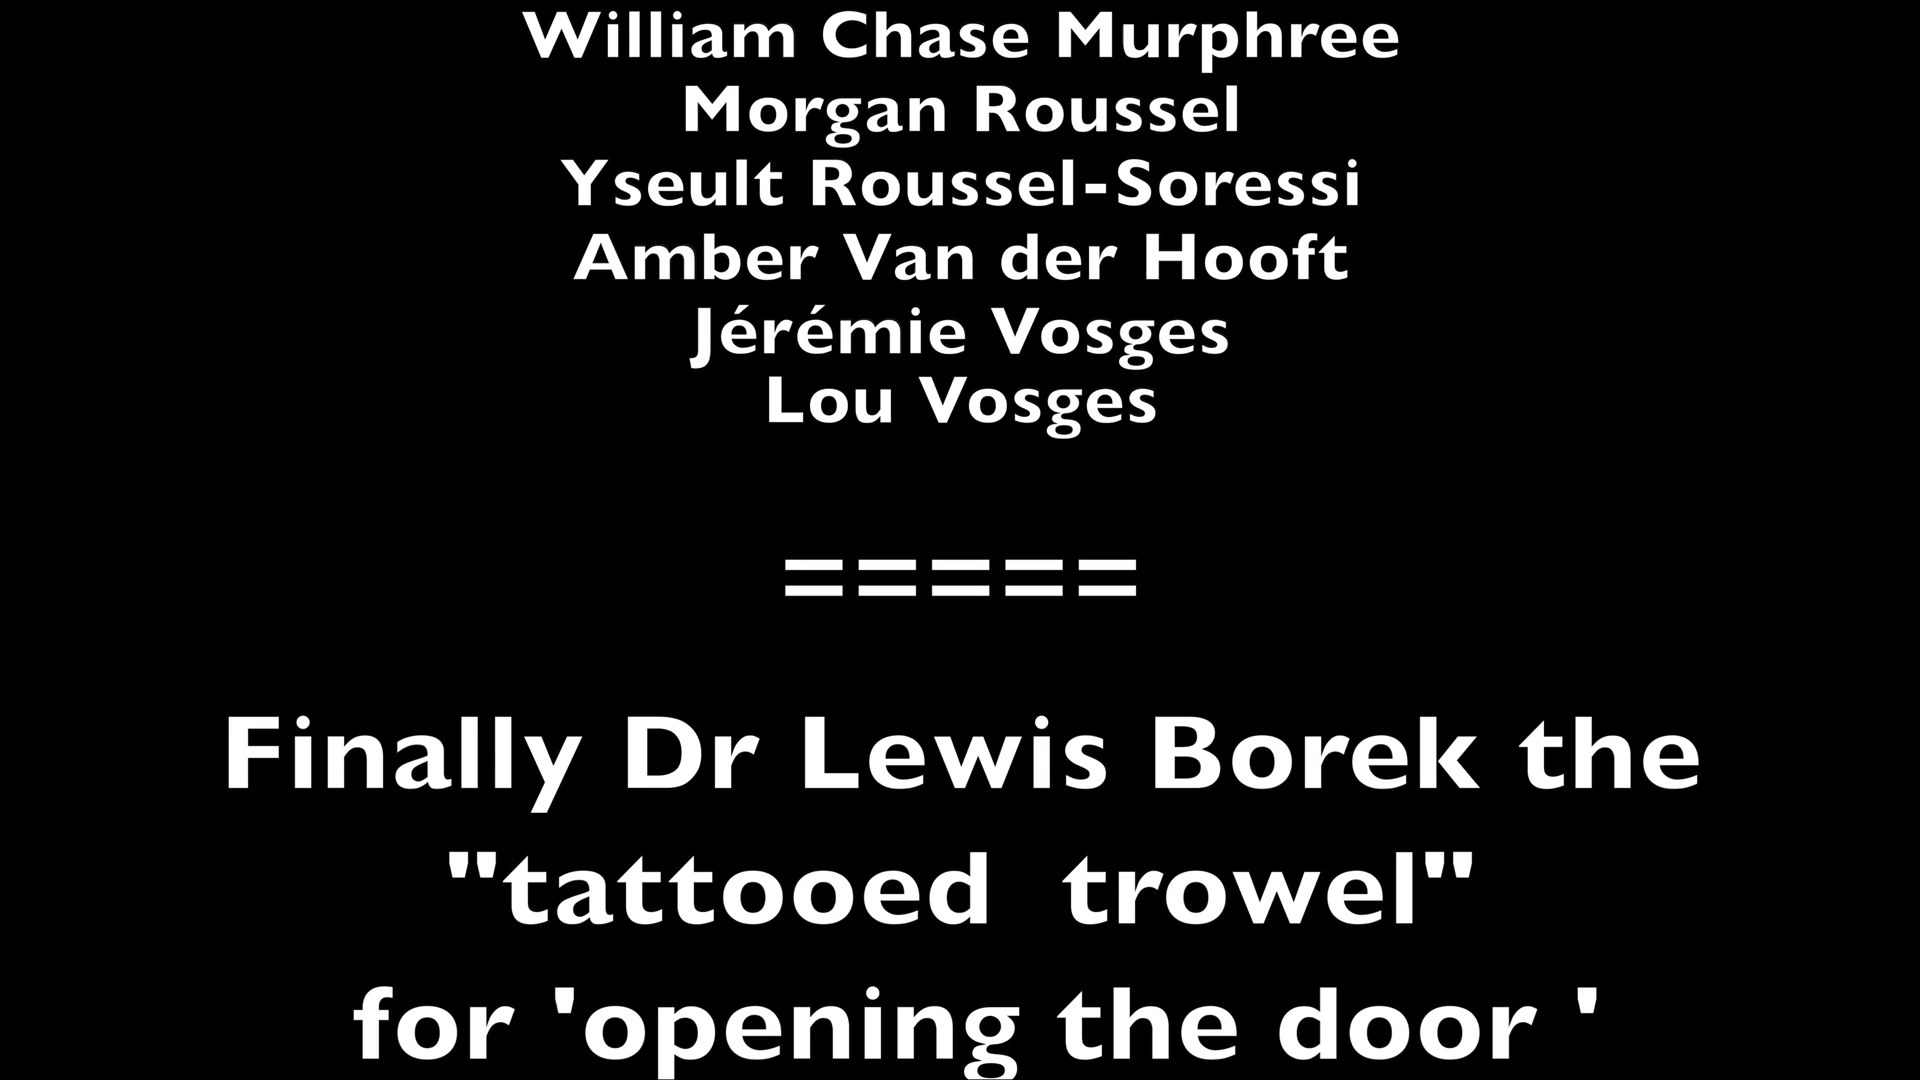 William Chase Murphree
Morgan Roussel
Yseult Roussel-Soressi
Amber Van der Hooft
Jérémie Vosges
Lou Vosges
=====
Finally Dr Lewis Borek the
"tattooed  trowel"
for 'opening the door '